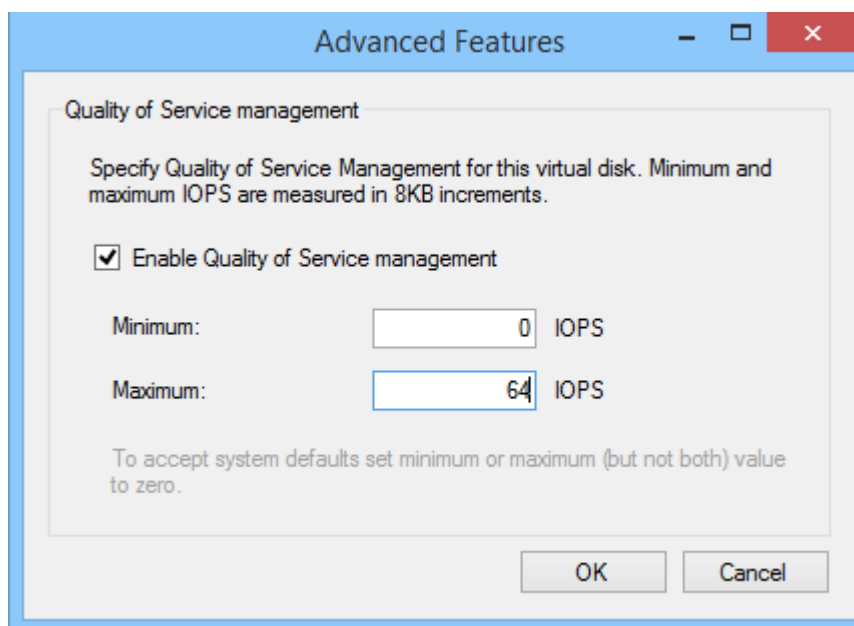 Advanced Features
Quality of Service management
Specify Quality of Service Management for this virtual disk. Minimum and
maximum IOPS are measured in 8KB increments.
Enable Quality of Service management
Minimum: 0 IOPS
Maximum: 64 IOPS
To accept system defaults set minimum or maximum (but not both) value
to zero.
OK Cancel